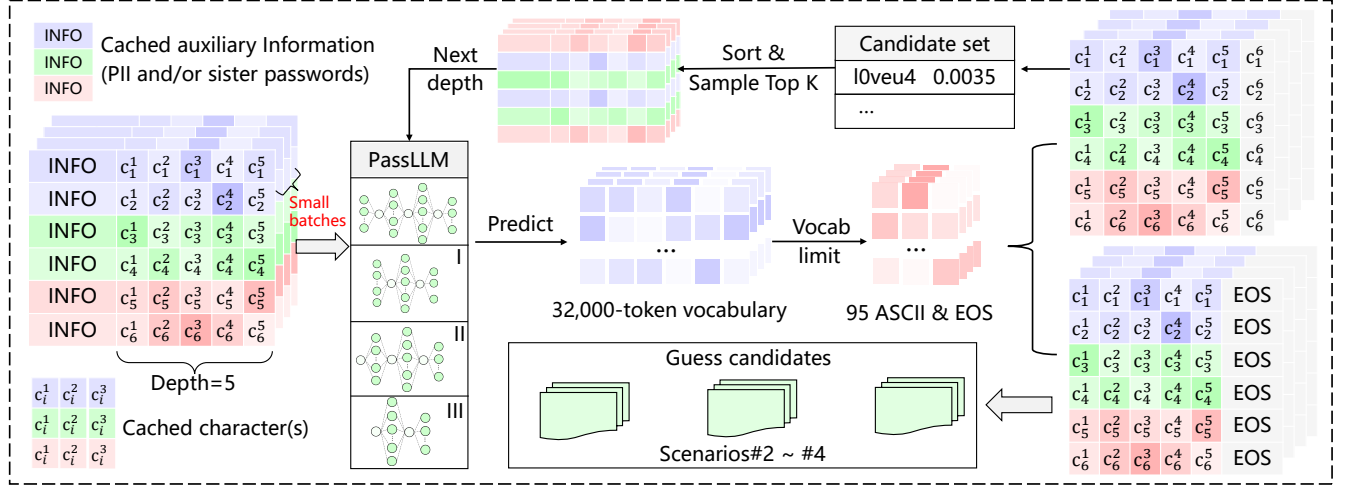 INFO
INFO
INFO
Cached auxiliary Information
(PII and/or sister passwords)
Next
depth
Sort &
Sample Top K
Candidate set
l0veu4 0.0035
...
c₁¹ c₁² c₁³ c₁⁴ c₁⁵ c₁⁶
c₂¹ c₂² c₂³ c₂⁴ c₂⁵ c₂⁶
c₃¹ c₃² c₃³ c₃⁴ c₃⁵ c₃⁶
c₄¹ c₄² c₄³ c₄⁴ c₄⁵ c₄⁶
c₅¹ c₅² c₅³ c₅⁴ c₅⁵ c₅⁶
c₆¹ c₆² c₆³ c₆⁴ c₆⁵ c₆⁶
INFO c₁¹ c₁² c₁³ c₁⁴ c₁⁵
INFO c₂¹ c₂² c₂³ c₂⁴ c₂⁵
INFO c₃¹ c₃² c₃³ c₃⁴ c₃⁵
INFO c₄¹ c₄² c₄³ c₄⁴ c₄⁵
INFO c₅¹ c₅² c₅³ c₅⁴ c₅⁵
INFO c₆¹ c₆² c₆³ c₆⁴ c₆⁵
Depth=5
Small
batches
PassLLM
I
II
III
Predict
...
32,000-token vocabulary
Vocab
limit
...
95 ASCII & EOS
c₁¹ c₁² c₁³ c₁⁴ c₁⁵ EOS
c₂¹ c₂² c₂³ c₂⁴ c₂⁵ EOS
c₃¹ c₃² c₃³ c₃⁴ c₃⁵ EOS
c₄¹ c₄² c₄³ c₄⁴ c₄⁵ EOS
c₅¹ c₅² c₅³ c₅⁴ c₅⁵ EOS
c₆¹ c₆² c₆³ c₆⁴ c₆⁵ EOS
Guess candidates
Scenarios#2 ~ #4
cᵢ¹ cᵢ² cᵢ³
cᵢ¹ cᵢ² cᵢ³
cᵢ¹ cᵢ² cᵢ³
Cached character(s)